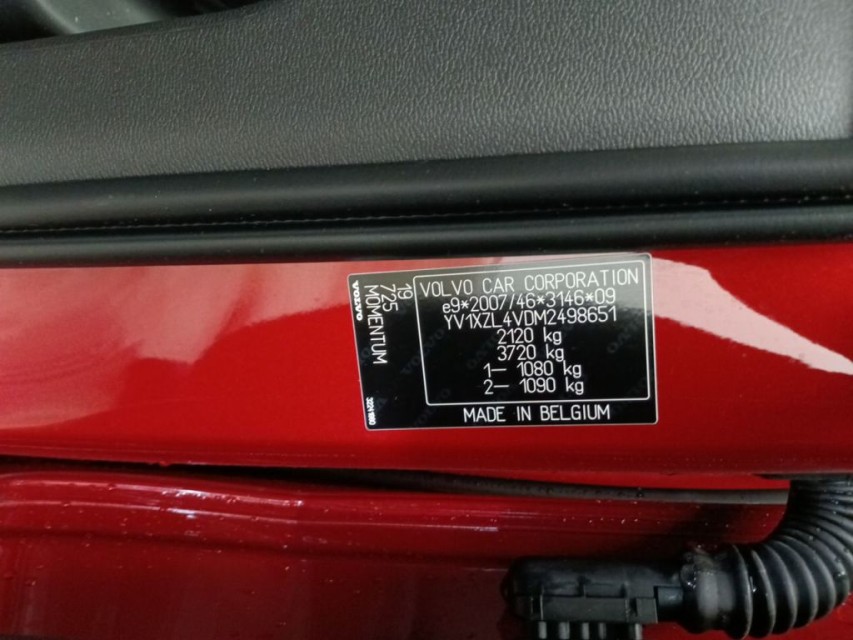 VOLVO CAR CORPORATION
e9*2007/46*3146*09
YV1XZL4VDM2498651
2120 kg
3720 kg
1– 1080 kg
2– 1090 kg
MADE IN BELGIUM
19
725
MOMENTUM
VOLVO